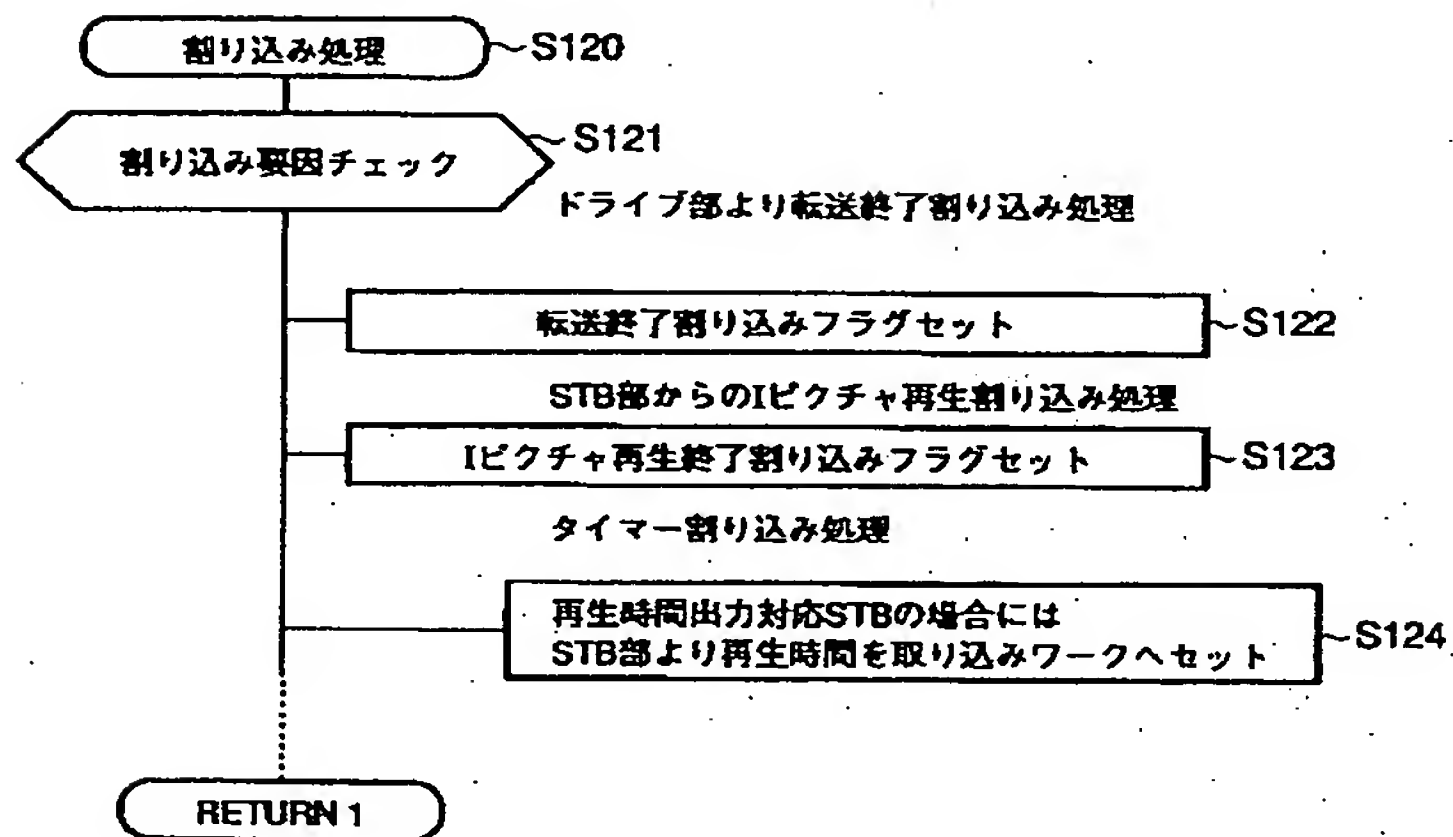 割り込み処理 ~S120
割り込み要因チェック ~S121
ドライブ部より転送終了割り込み処理
転送終了割り込みフラグセット ~S122
STB部からのIピクチャ再生割り込み処理
Iピクチャ再生終了割り込みフラグセット ~S123
タイマー割り込み処理
再生時間出力対応STBの場合には
STB部より再生時間を取り込みワークへセット ~S124
RETURN 1